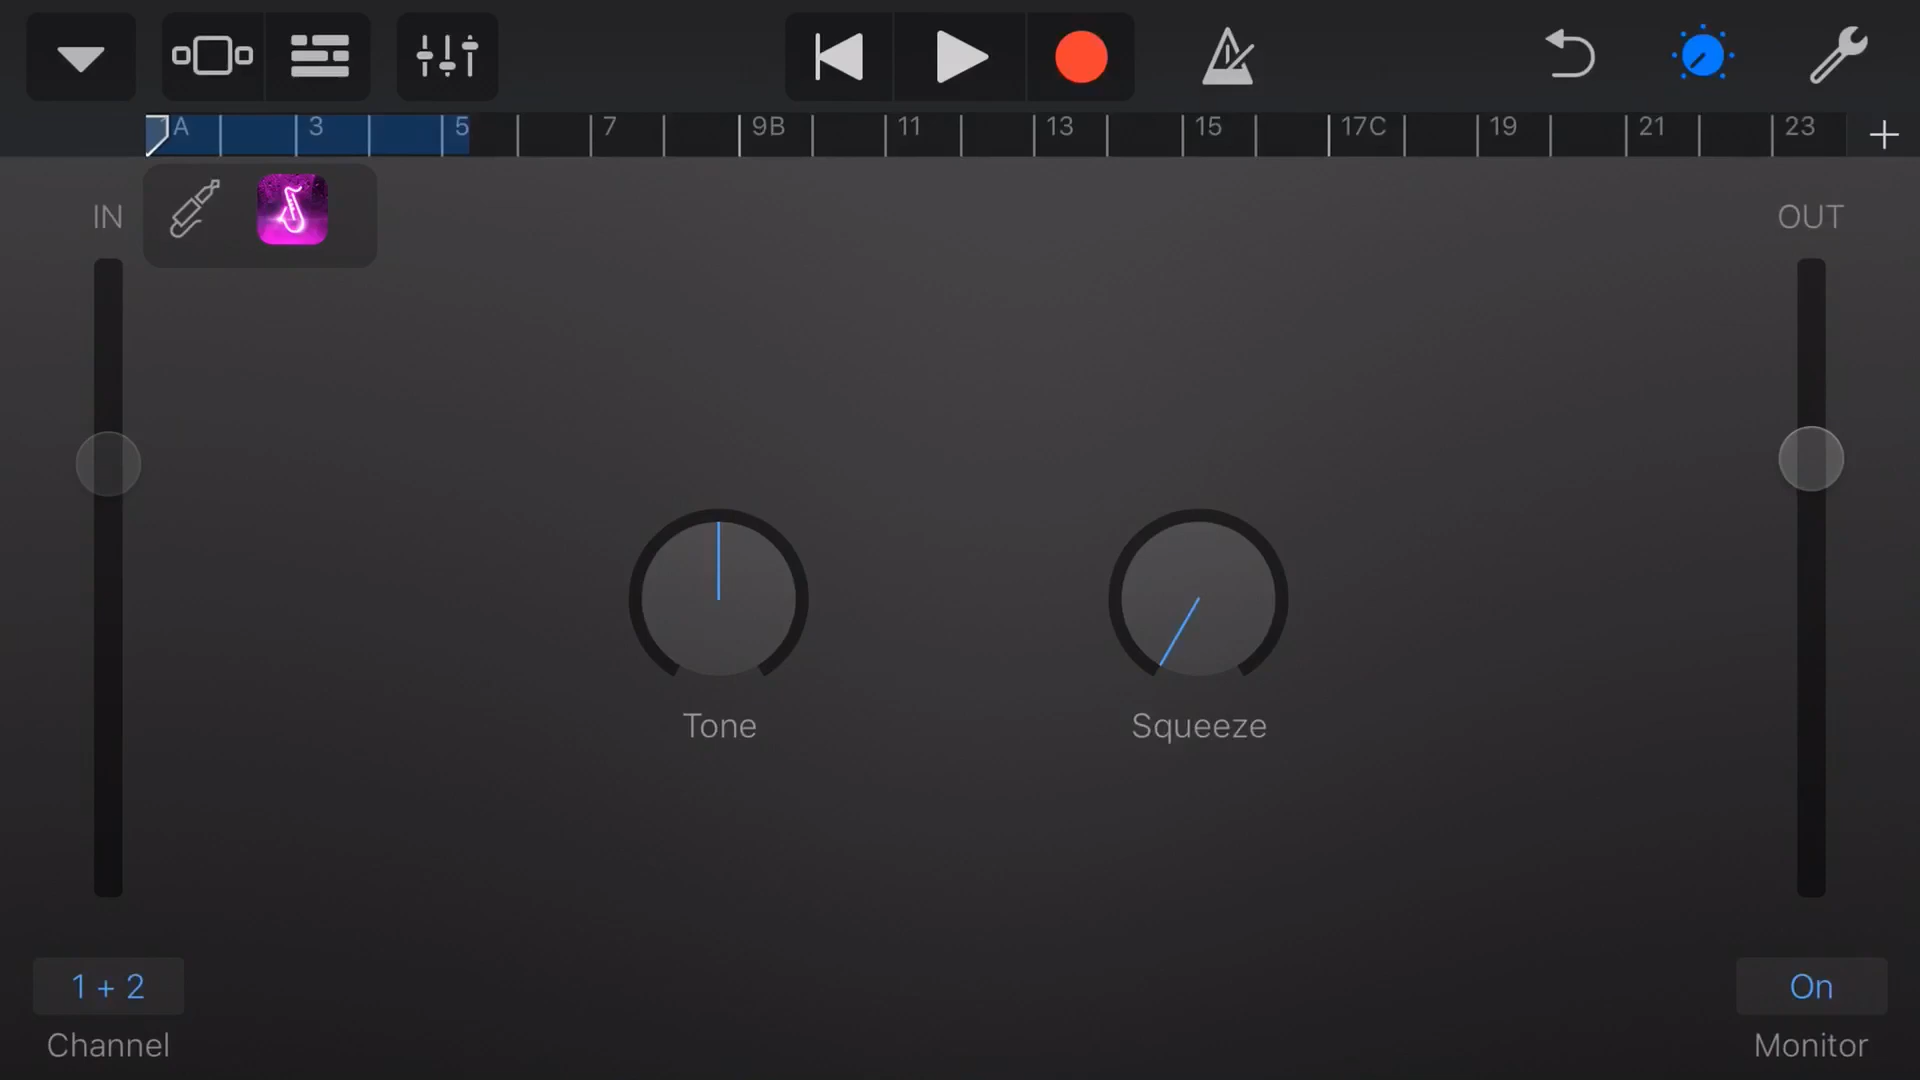 A 3 5 7 9B 11 13 15 17C 19 21 23 +
IN OUT
Tone Squeeze
1 + 2 On
Channel Monitor